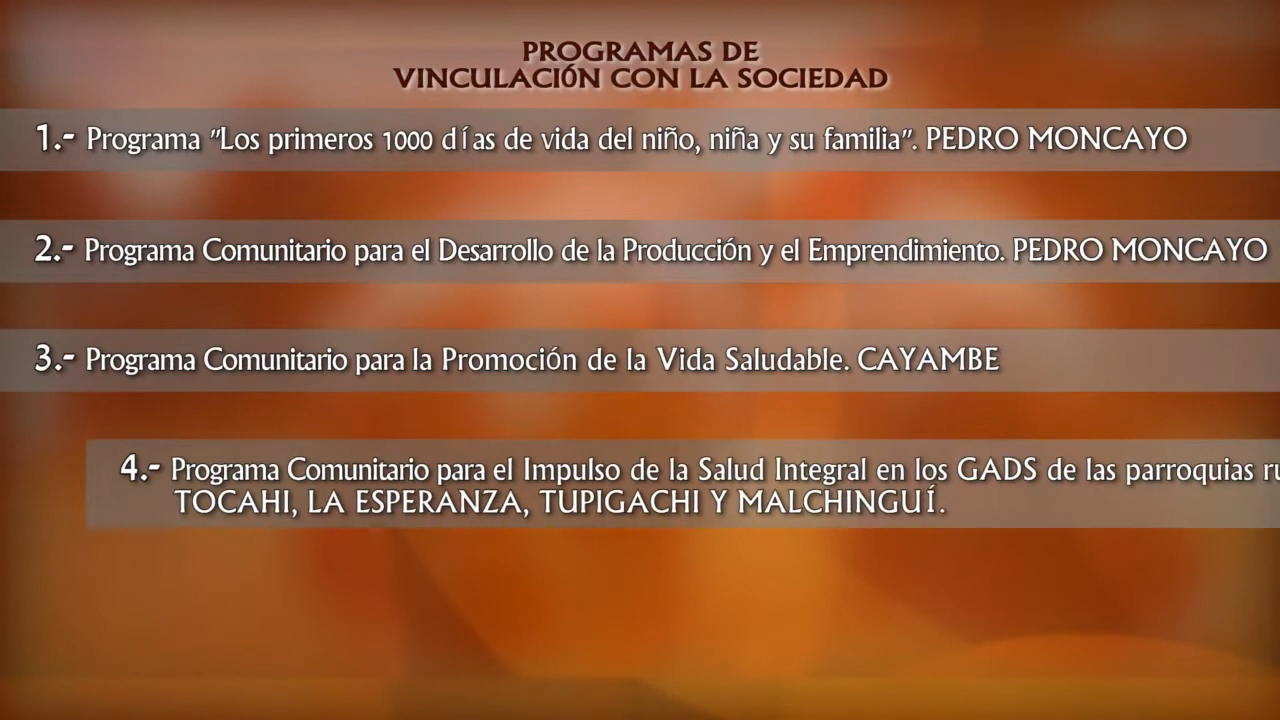 PROGRAMAS DE
VINCULACIÓN CON LA SOCIEDAD
1.- Programa "Los primeros 1000 días de vida del niño, niña y su familia". PEDRO MONCAYO
2.- Programa Comunitario para el Desarrollo de la Producción y el Emprendimiento. PEDRO MONCAYO
3.- Programa Comunitario para la Promoción de la Vida Saludable. CAYAMBE
4.- Programa Comunitario para el Impulso de la Salud Integral en los GADS de las parroquias
TOCAHI, LA ESPERANZA, TUPIGACHI Y MALCHINGUÍ.